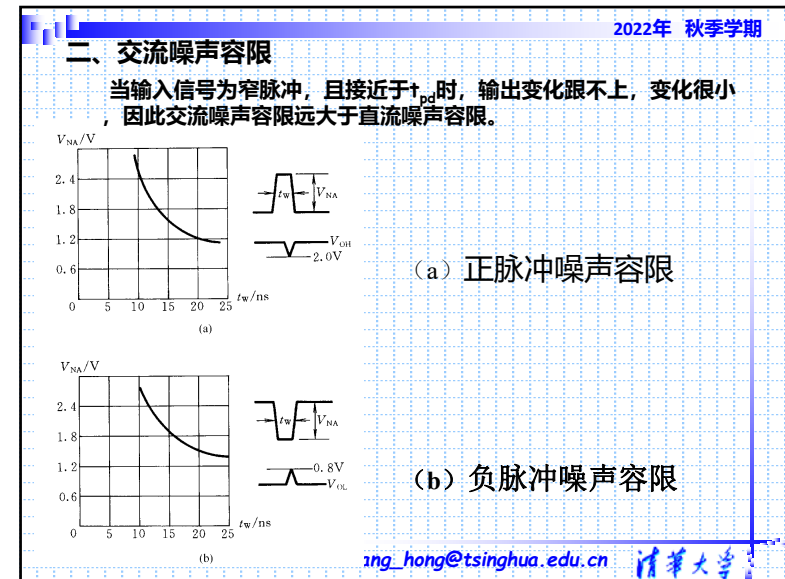 2022年 秋季学期
二、交流噪声容限
当输入信号为窄脉冲，且接近于tpd时，输出变化跟不上，变化很小
，因此交流噪声容限远大于直流噪声容限。
VNA/V
2.4
1.8
1.2
0.6
0 5 10 15 20 25 tW/ns
(a)
tW VNA
VOH
2.0V
（a）正脉冲噪声容限
VNA/V
2.4
1.8
1.2
0.6
0 5 10 15 20 25 tW/ns
(b)
tW VNA
0.8V
VOL
（b）负脉冲噪声容限
ang_hong@tsinghua.edu.cn
清华大学